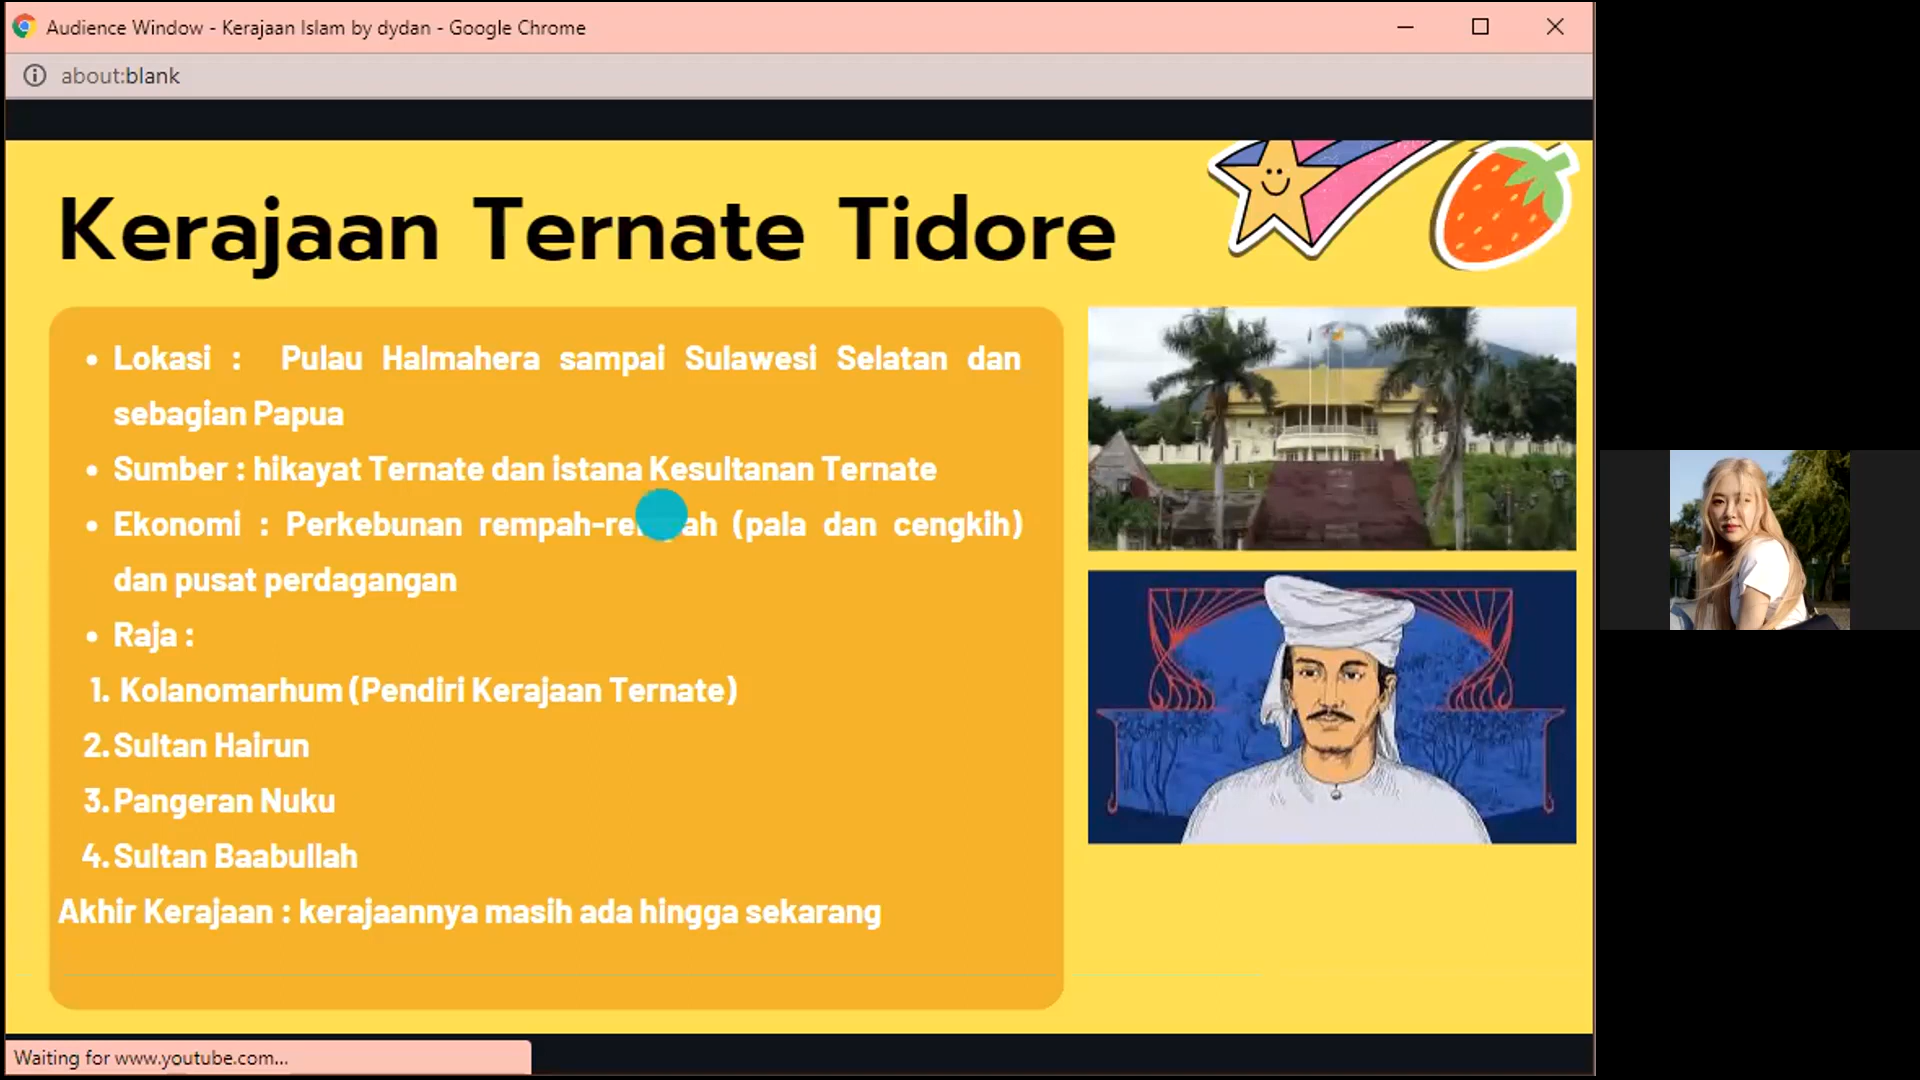 Audience Window - Kerajaan Islam by dydan - Google Chrome
about:blank
Kerajaan Ternate Tidore
• Lokasi : Pulau Halmahera sampai Sulawesi Selatan dan
sebagian Papua
• Sumber : hikayat Ternate dan istana Kesultanan Ternate
• Ekonomi : Perkebunan rempah-rempah (pala dan cengkih)
dan pusat perdagangan
• Raja :
1. Kolanomarhum (Pendiri Kerajaan Ternate)
2. Sultan Hairun
3. Pangeran Nuku
4. Sultan Baabullah
Akhir Kerajaan : kerajaannya masih ada hingga sekarang
Waiting for www.youtube.com...